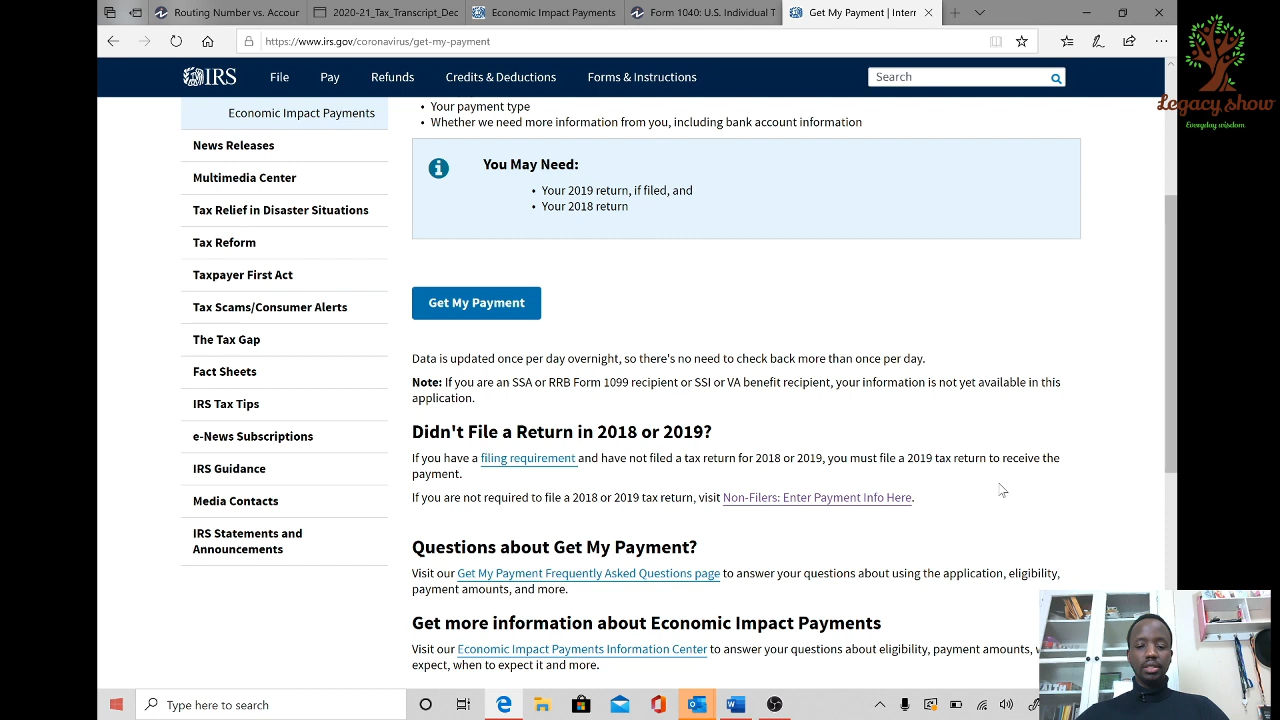 Routing Number vs. Accour
2020-21_Tax_Transcript_Dec
Economic Impact Payments
Form 1040: U.S. Individual T
Get My Payment | Intern
https://www.irs.gov/coronavirus/get-my-payment
Legacy show
Everyday wisdom
IRS
File
Pay
Refunds
Credits & Deductions
Forms & Instructions
Search
Economic Impact Payments
News Releases
Multimedia Center
Tax Relief in Disaster Situations
Tax Reform
Taxpayer First Act
Tax Scams/Consumer Alerts
The Tax Gap
Fact Sheets
IRS Tax Tips
e-News Subscriptions
IRS Guidance
Media Contacts
IRS Statements and
Announcements
• Your payment type
• Whether we need more information from you, including bank account information
You May Need:
• Your 2019 return, if filed, and
• Your 2018 return
Get My Payment
Data is updated once per day overnight, so there's no need to check back more than once per day.
Note: If you are an SSA or RRB Form 1099 recipient or SSI or VA benefit recipient, your information is not yet available in this
application.
Didn't File a Return in 2018 or 2019?
If you have a filing requirement and have not filed a tax return for 2018 or 2019, you must file a 2019 tax return to receive the
payment.
If you are not required to file a 2018 or 2019 tax return, visit Non-Filers: Enter Payment Info Here.
Questions about Get My Payment?
Visit our Get My Payment Frequently Asked Questions page to answer your questions about using the application, eligibility,
payment amounts, and more.
Get more information about Economic Impact Payments
Visit our Economic Impact Payments Information Center to answer your questions about eligibility, payment amounts,
expect, when to expect it and more.
Type here to search